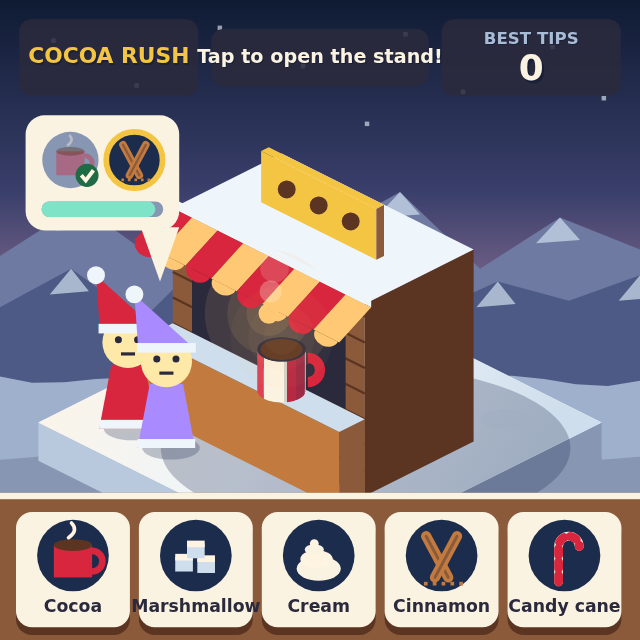 COCOA RUSH
Tap to open the stand!
BEST TIPS
0
Cocoa
Marshmallow
Cream
Cinnamon
Candy cane